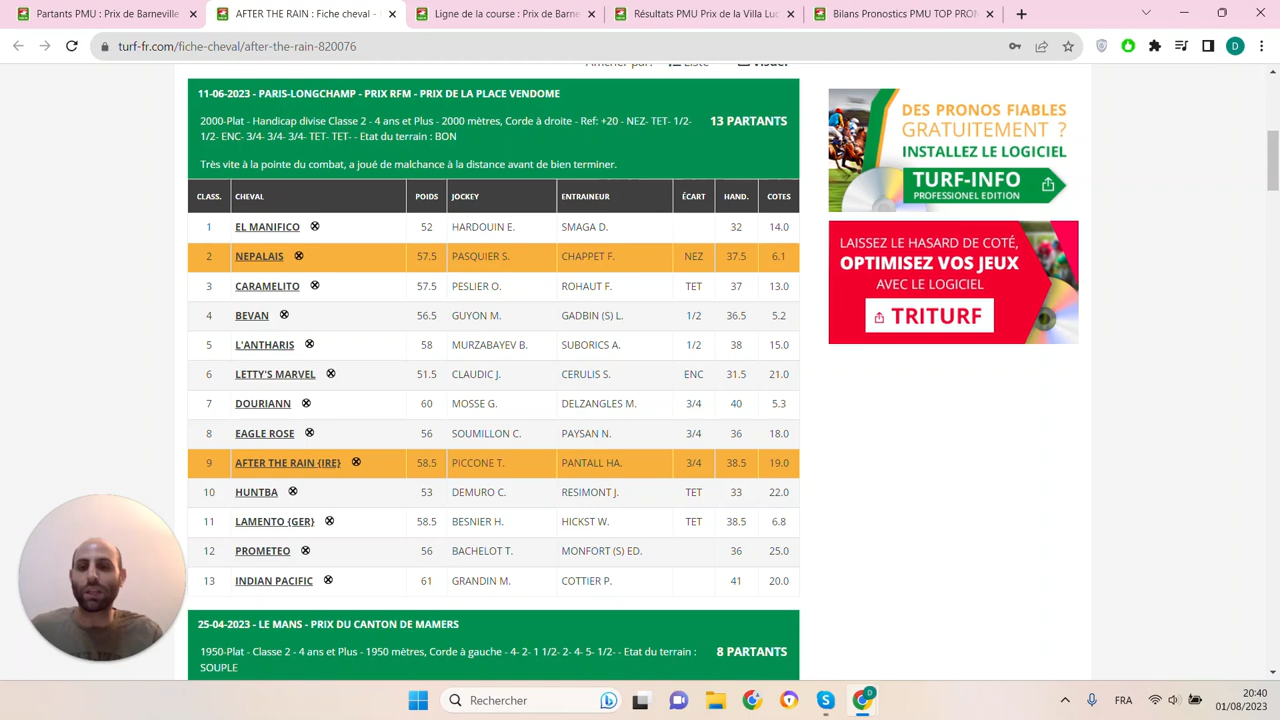 Partants PMU : Prix de Barneville
AFTER THE RAIN : Fiche cheval -
Ligne de la course : Prix de Barne
Résultats PMU Prix de la Villa Luc
Bilans Pronostics PMU TOP PRON
turf-fr.com/fiche-cheval/after-the-rain-820076
D
Afficher par: Liste Visuel
11-06-2023 - PARIS-LONGCHAMP - PRIX RFM - PRIX DE LA PLACE VENDOME
2000-Plat - Handicap divise Classe 2 - 4 ans et Plus - 2000 mètres, Corde à droite - Ref: +20 - NEZ- TET- 1/2-
1/2- ENC- 3/4- 3/4- 3/4- TET- TET- - Etat du terrain : BON
13 PARTANTS
Très vite à la pointe du combat, a joué de malchance à la distance avant de bien terminer.
CLASS. CHEVAL POIDS JOCKEY ENTRAINEUR ÉCART HAND. COTES
1 EL MANIFICO 52 HARDOUIN E. SMAGA D. 32 14.0
2 NEPALAIS 57.5 PASQUIER S. CHAPPET F. NEZ 37.5 6.1
3 CARAMELITO 57.5 PESLIER O. ROHAUT F. TET 37 13.0
4 BEVAN 56.5 GUYON M. GADBIN (S) L. 1/2 36.5 5.2
5 L'ANTHARIS 58 MURZABAYEV B. SUBORICS A. 1/2 38 15.0
6 LETTY'S MARVEL 51.5 CLAUDIC J. CERULIS S. ENC 31.5 21.0
7 DOURIANN 60 MOSSE G. DELZANGLES M. 3/4 40 5.3
8 EAGLE ROSE 56 SOUMILLON C. PAYSAN N. 3/4 36 18.0
9 AFTER THE RAIN {IRE} 58.5 PICCONE T. PANTALL HA. 3/4 38.5 19.0
10 HUNTBA 53 DEMURO C. RESIMONT J. TET 33 22.0
11 LAMENTO {GER} 58.5 BESNIER H. HICKST W. TET 38.5 6.8
12 PROMETEO 56 BACHELOT T. MONFORT (S) ED. 36 25.0
13 INDIAN PACIFIC 61 GRANDIN M. COTTIER P. 41 20.0
25-04-2023 - LE MANS - PRIX DU CANTON DE MAMERS
1950-Plat - Classe 2 - 4 ans et Plus - 1950 mètres, Corde à gauche - 4- 2- 1 1/2- 2- 4- 5- 1/2- - Etat du terrain :
SOUPLE
8 PARTANTS
DES PRONOS FIABLES
GRATUITEMENT ?
INSTALLEZ LE LOGICIEL
TURF-INFO
PROFESSIONEL EDITION
LAISSEZ LE HASARD DE COTÉ,
OPTIMISEZ VOS JEUX
AVEC LE LOGICIEL
TRITURF
Rechercher
D
FRA
20:40
01/08/2023